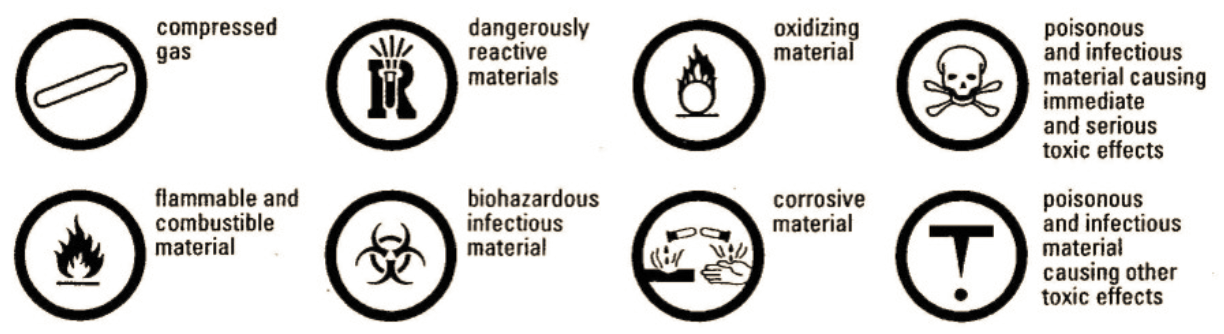 compressed
gas
dangerously
reactive
materials
oxidizing
material
poisonous
and infectious
material causing
immediate
and serious
toxic effects
flammable and
combustible
material
biohazardous
infectious
material
corrosive
material
poisonous
and infectious
material
causing other
toxic effects